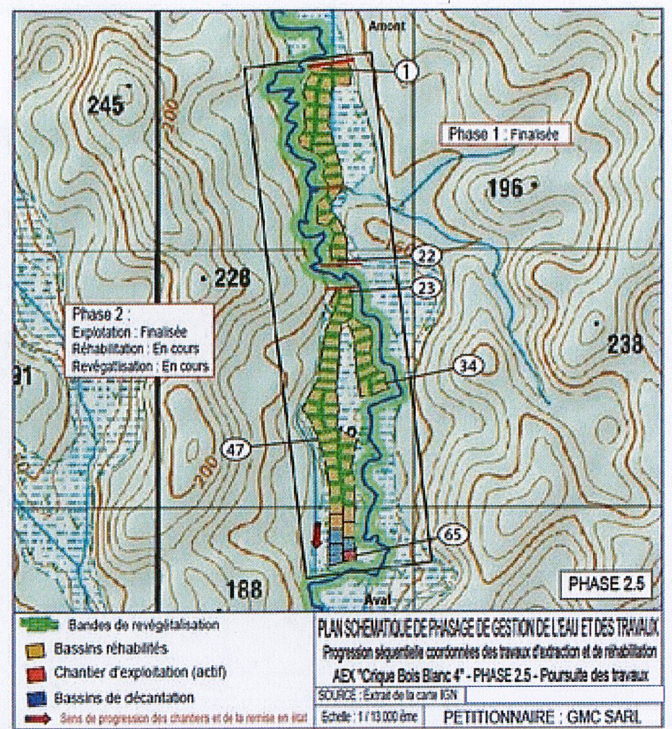 Amont
1
245
200
Phase 1 : Finalisée
196
160
22
228
23
Phase 2 :
Explotation : Finalisée
Réhabilitation : En cours
Revégatisation : En cours
238
91
34
47
200
65
188
PHASE 2.5
Aval
Bandes de revégétalisation
Bassins réhabilités
Chantier d'exploitation (actif)
Bassins de décantation
Sens de progression des chantiers et de la remise en état
PLAN SCHEMATIQUE DE PHASAGE DE GESTION DE L'EAU ET DES TRAVAUX
Progression séquentielle coordonnées des travaux d'extraction et de réhabilitation
AEX "Crique Bois Blanc 4" - PHASE 2.5 - Poursuite des travaux
SOURCE : Extrait de la carte IGN
Echelle : 1 / 13 000 ème
PETITIONNAIRE : GMC SARL